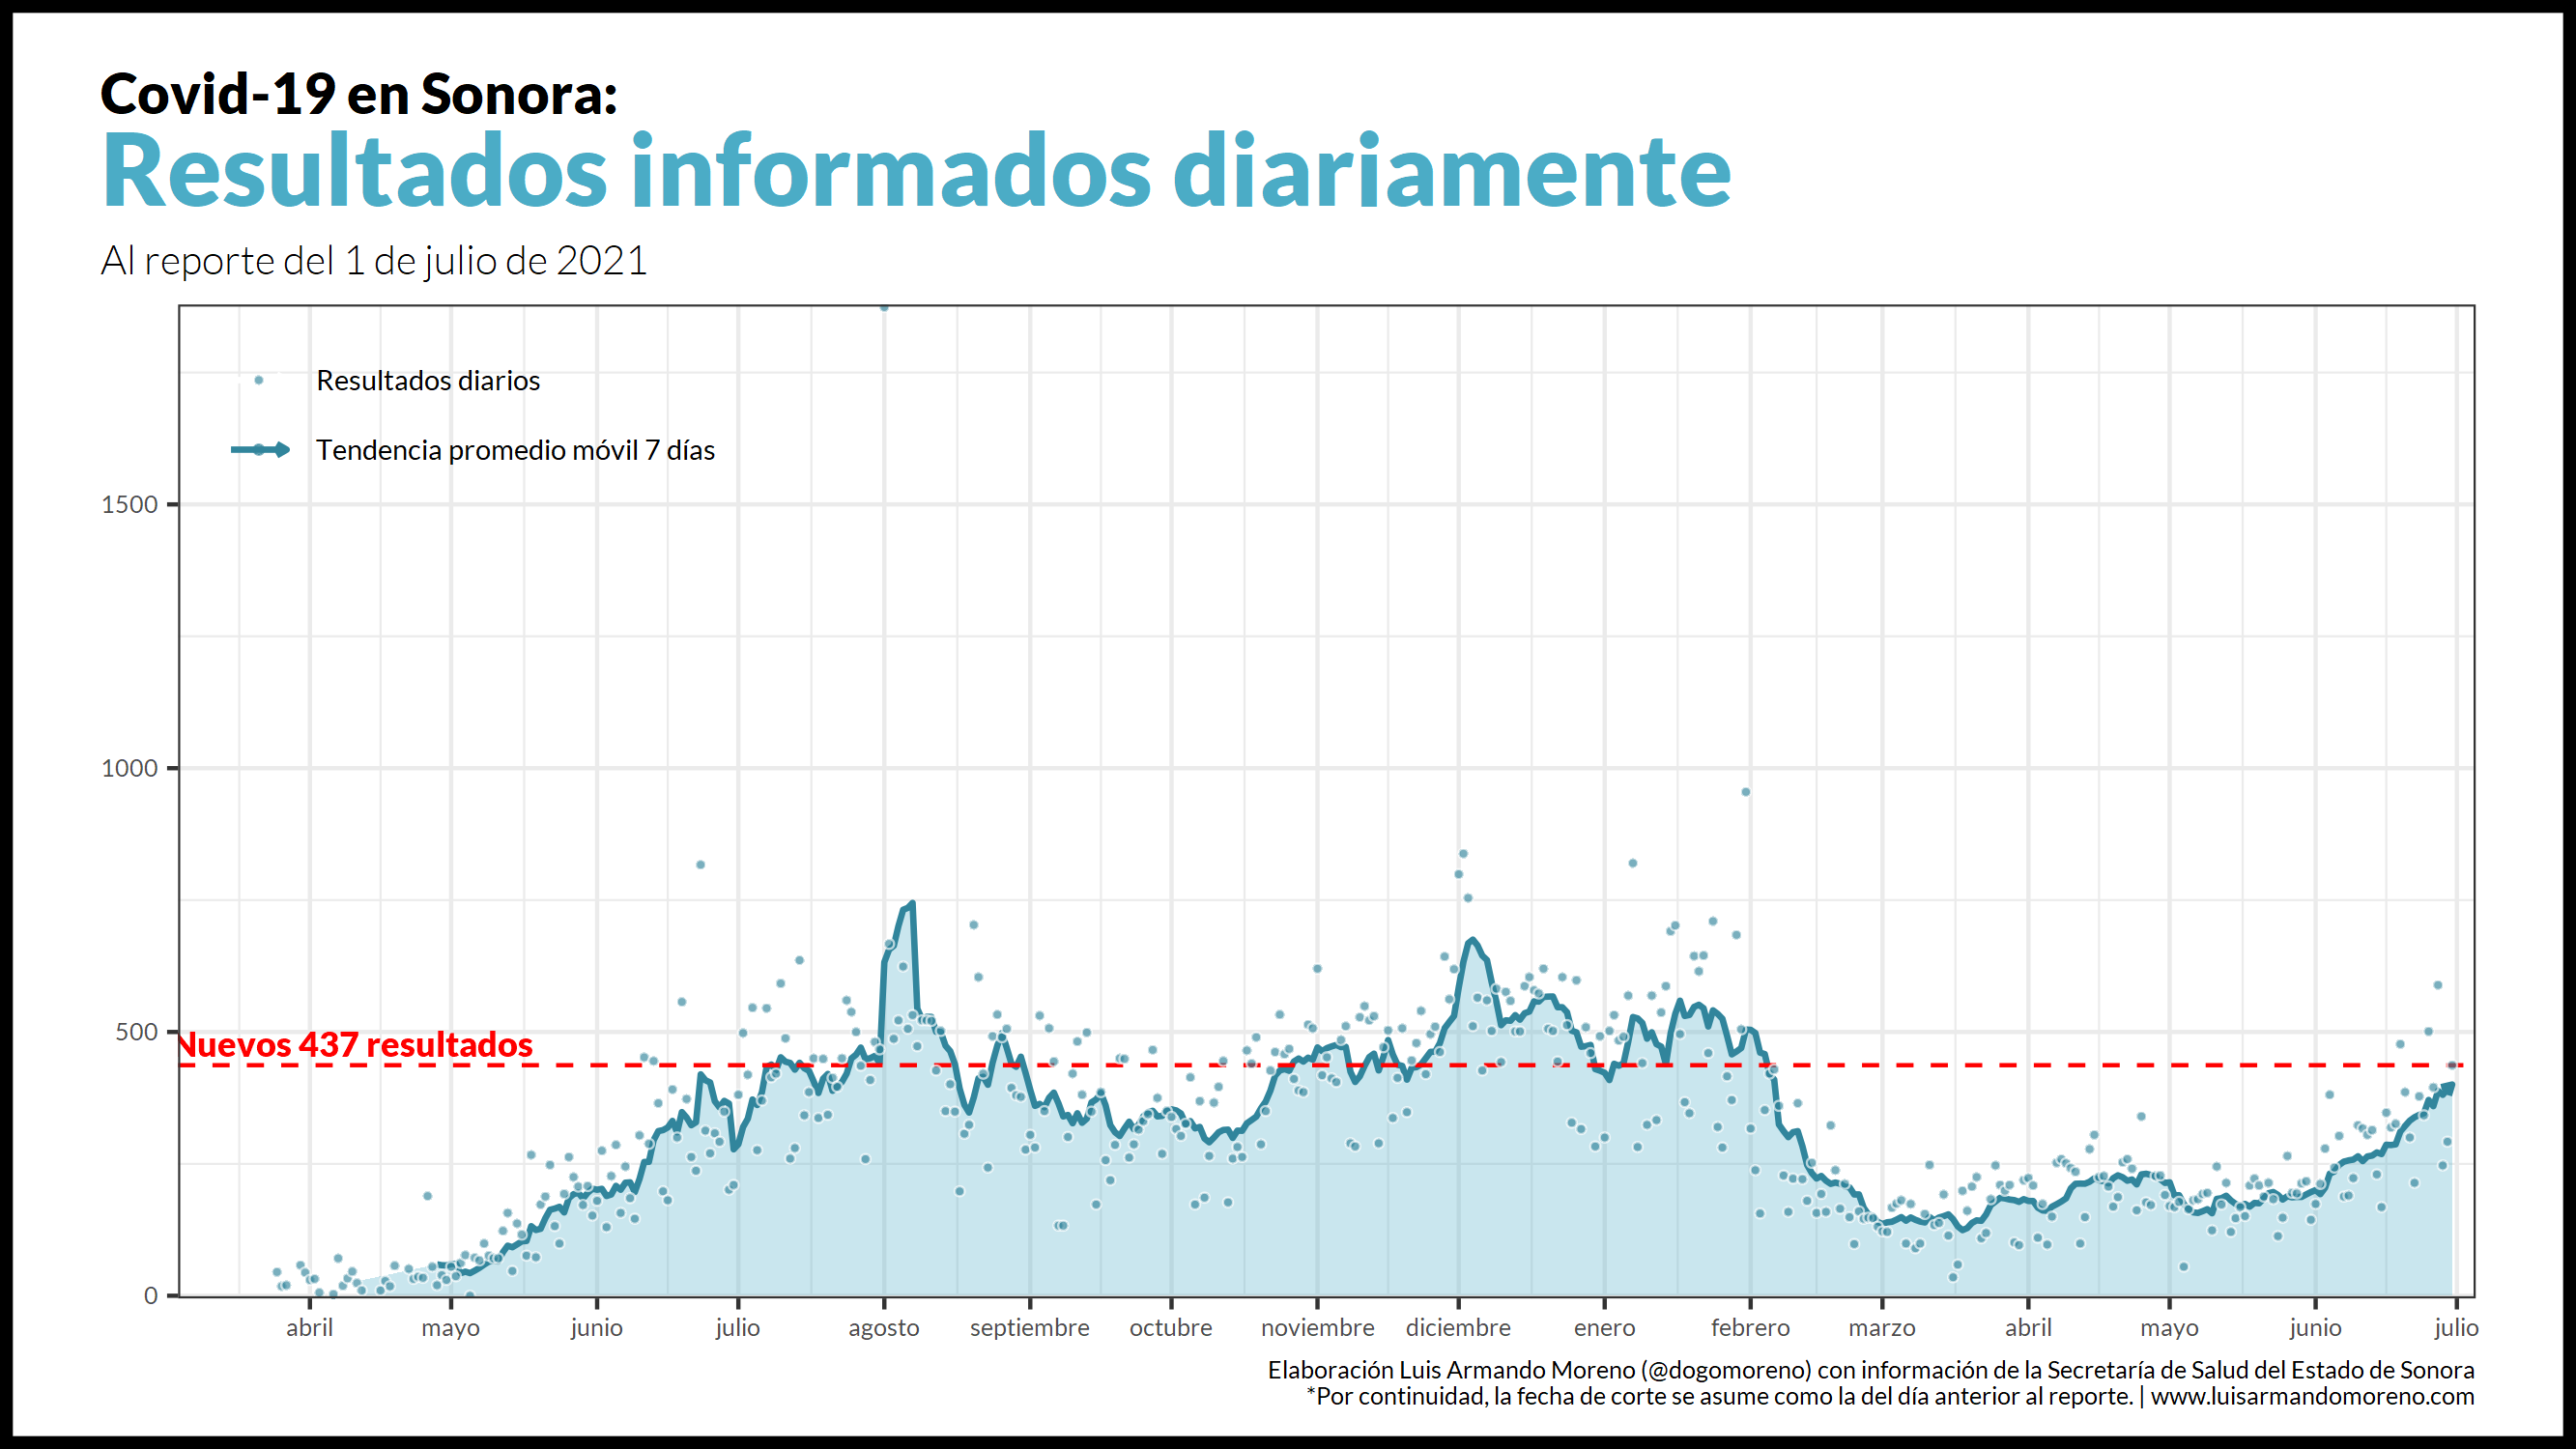 Covid-19 en Sonora:
Resultados informados diariamente
Al reporte del 1 de julio de 2021
Resultados diarios
Tendencia promedio móvil 7 días
1500
1000
500
0
Nuevos 437 resultados
abril mayo junio julio agosto septiembre octubre noviembre diciembre enero febrero marzo abril mayo junio julio
Elaboración Luis Armando Moreno (@dogomoreno) con información de la Secretaría de Salud del Estado de Sonora
*Por continuidad, la fecha de corte se asume como la del día anterior al reporte. | www.luisarmandomoreno.com